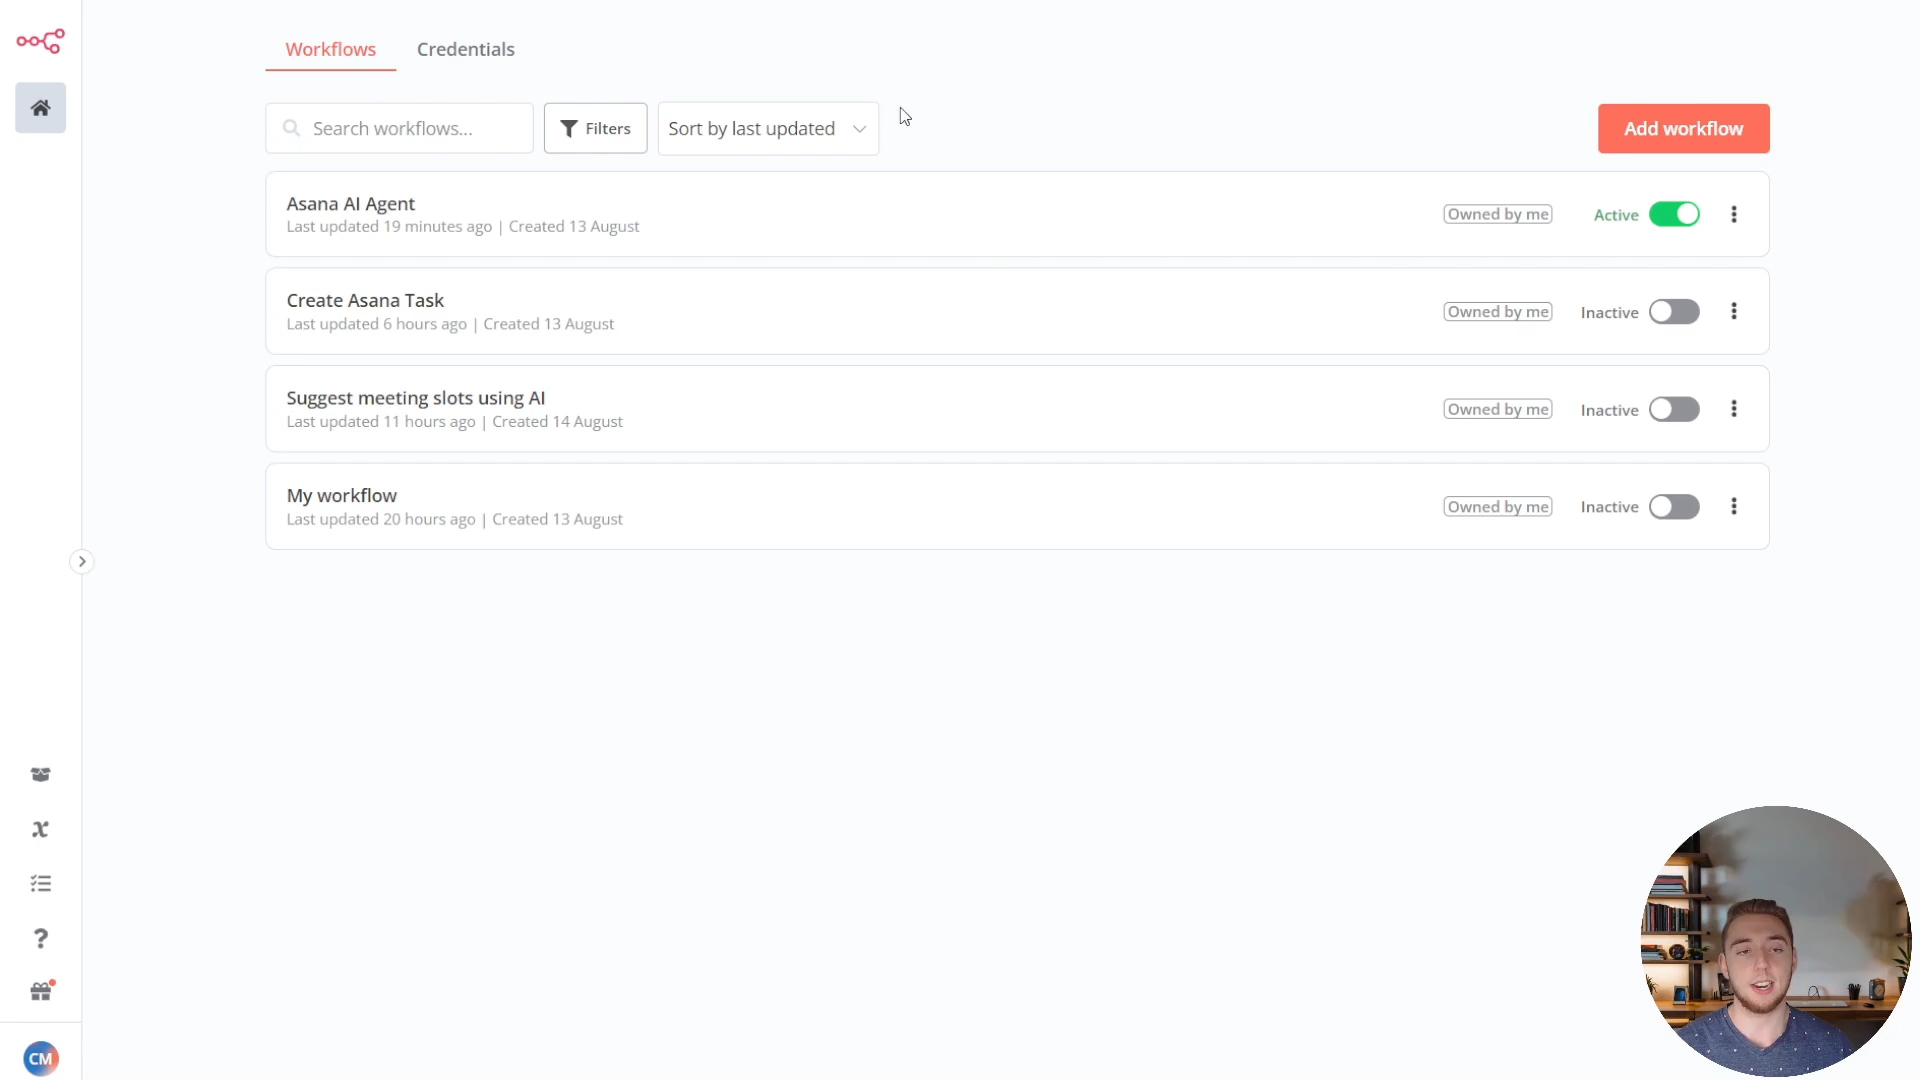 Workflows
Credentials
Search workflows...
Filters
Sort by last updated
Add workflow
Asana AI Agent
Last updated 19 minutes ago | Created 13 August
Owned by me
Active
Create Asana Task
Last updated 6 hours ago | Created 13 August
Owned by me
Inactive
Suggest meeting slots using AI
Last updated 11 hours ago | Created 14 August
Owned by me
Inactive
My workflow
Last updated 20 hours ago | Created 13 August
Owned by me
Inactive
CM